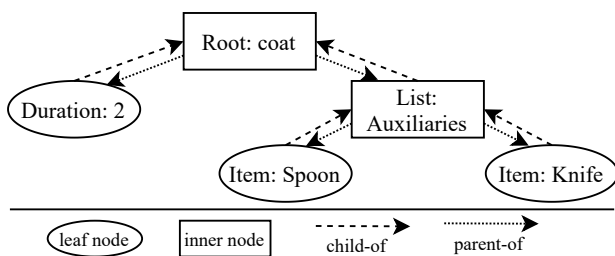 Root: coat
Duration: 2
List:
Auxiliaries
Item: Spoon
Item: Knife
leaf node
inner node
child-of
parent-of